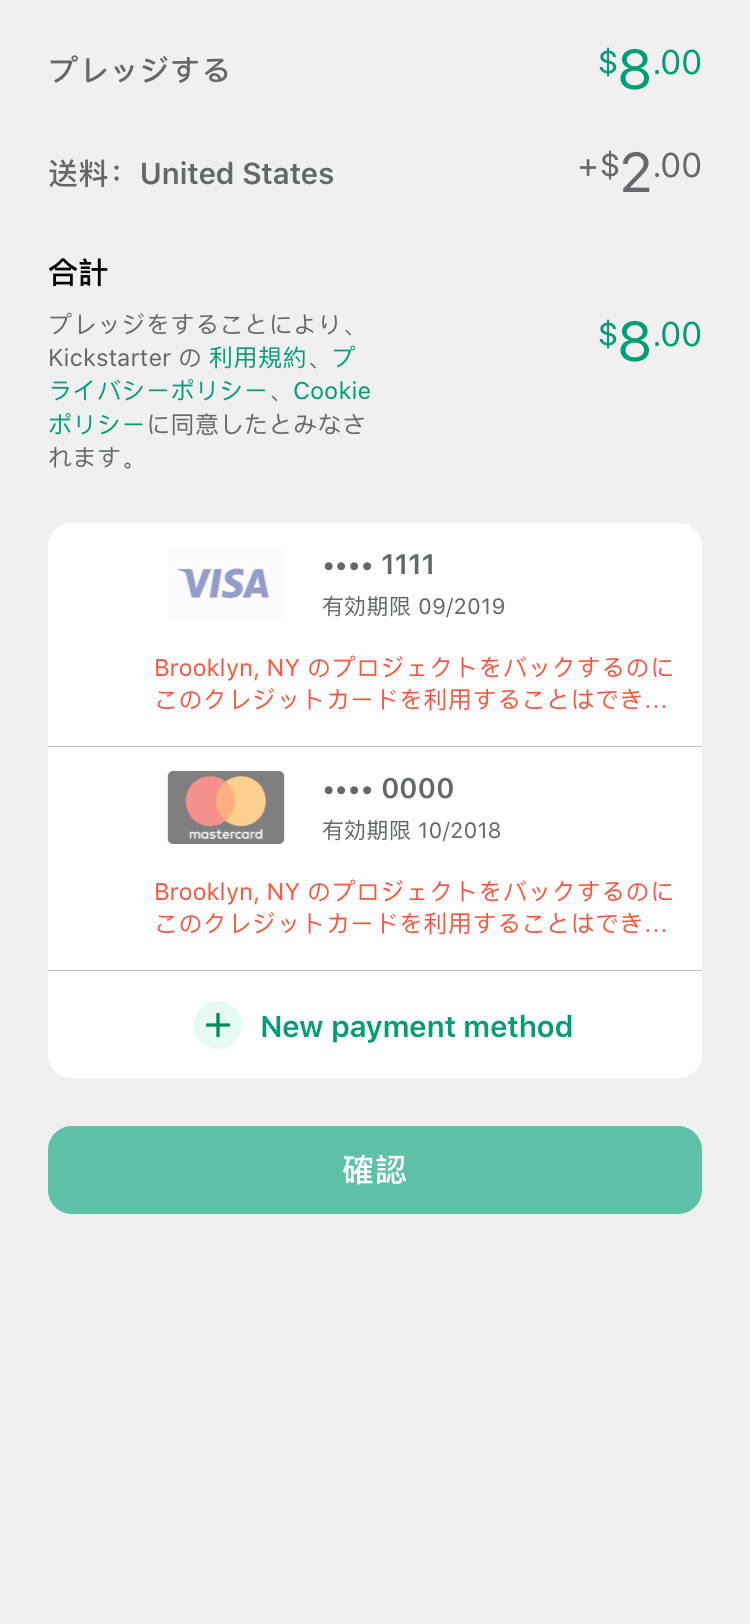 プレッジする $8.00
送料： United States +$2.00
合計
プレッジをすることにより、
Kickstarter の 利用規約、プ
ライバシーポリシー、Cookie
ポリシーに同意したとみなさ
れます。
$8.00
VISA
•••• 1111
有効期限 09/2019
Brooklyn, NY のプロジェクトをバックするのに
このクレジットカードを利用することはでき...
mastercard
•••• 0000
有効期限 10/2018
Brooklyn, NY のプロジェクトをバックするのに
このクレジットカードを利用することはでき...
+ New payment method
確認